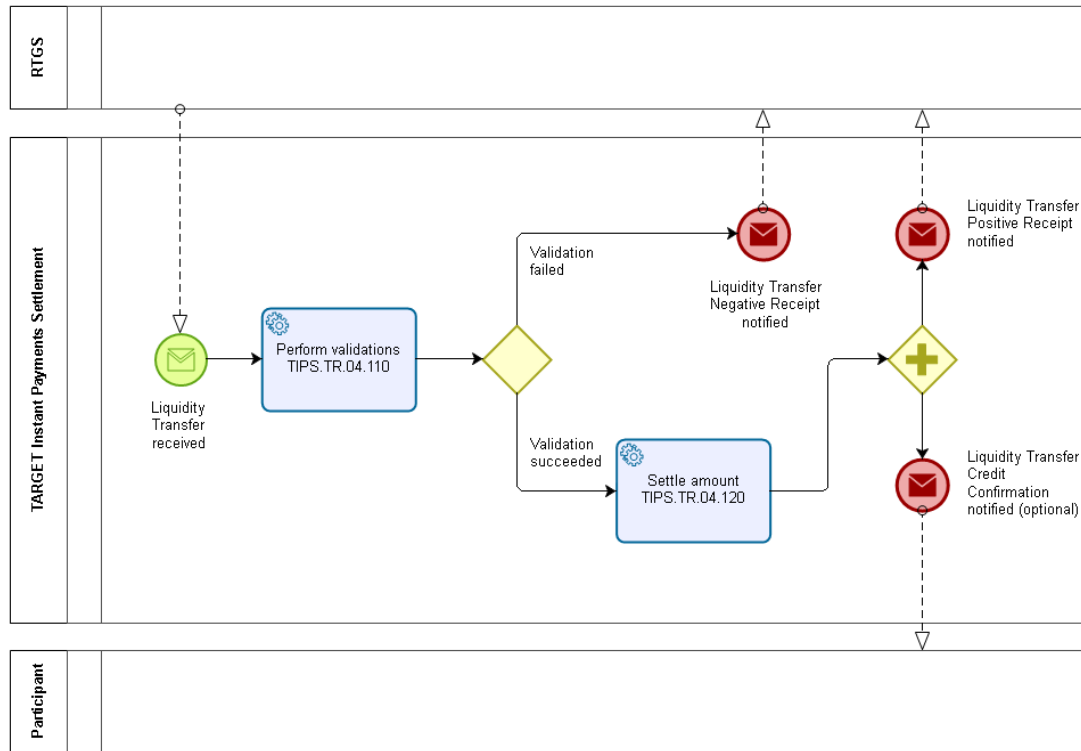 RTGS
TARGET Instant Payments Settlement
Participant
Liquidity
Transfer
received
Perform validations
TIPS.TR.04.110
Validation
failed
Liquidity Transfer
Negative Receipt
notified
Validation
succeeded
Settle amount
TIPS.TR.04.120
Liquidity Transfer
Positive Receipt
notified
Liquidity Transfer
Credit
Confirmation
notified (optional)